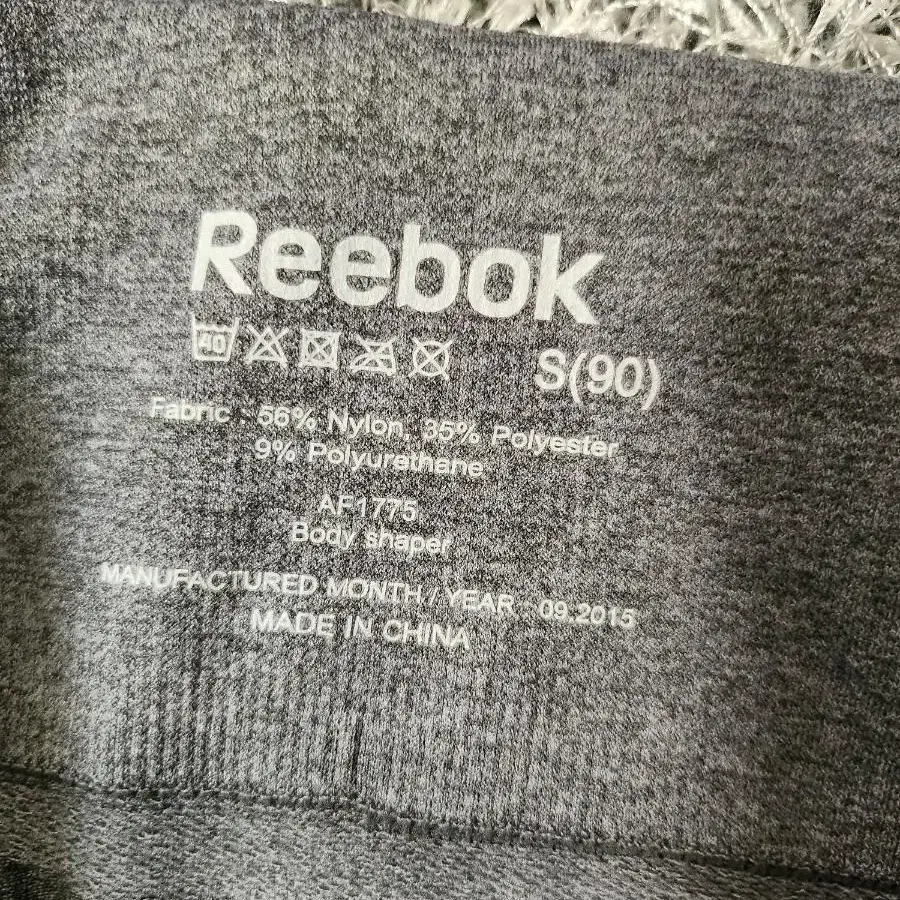 Reebok
40 S(90)
Fabric : 56% Nylon, 35% Polyester
9% Polyurethane
AF1775
Body shaper
MANUFACTURED MONTH / YEAR : 09.2015
MADE IN CHINA